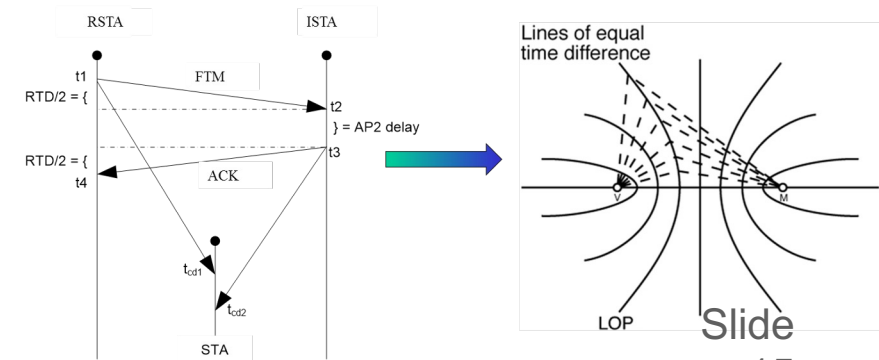 RSTA
ISTA
t1
FTM
RTD/2 = {
t2
} = AP2 delay
t3
RTD/2 = {
t4
ACK
tcd1
tcd2
STA
Lines of equal
time difference
V
M
LOP
Slide